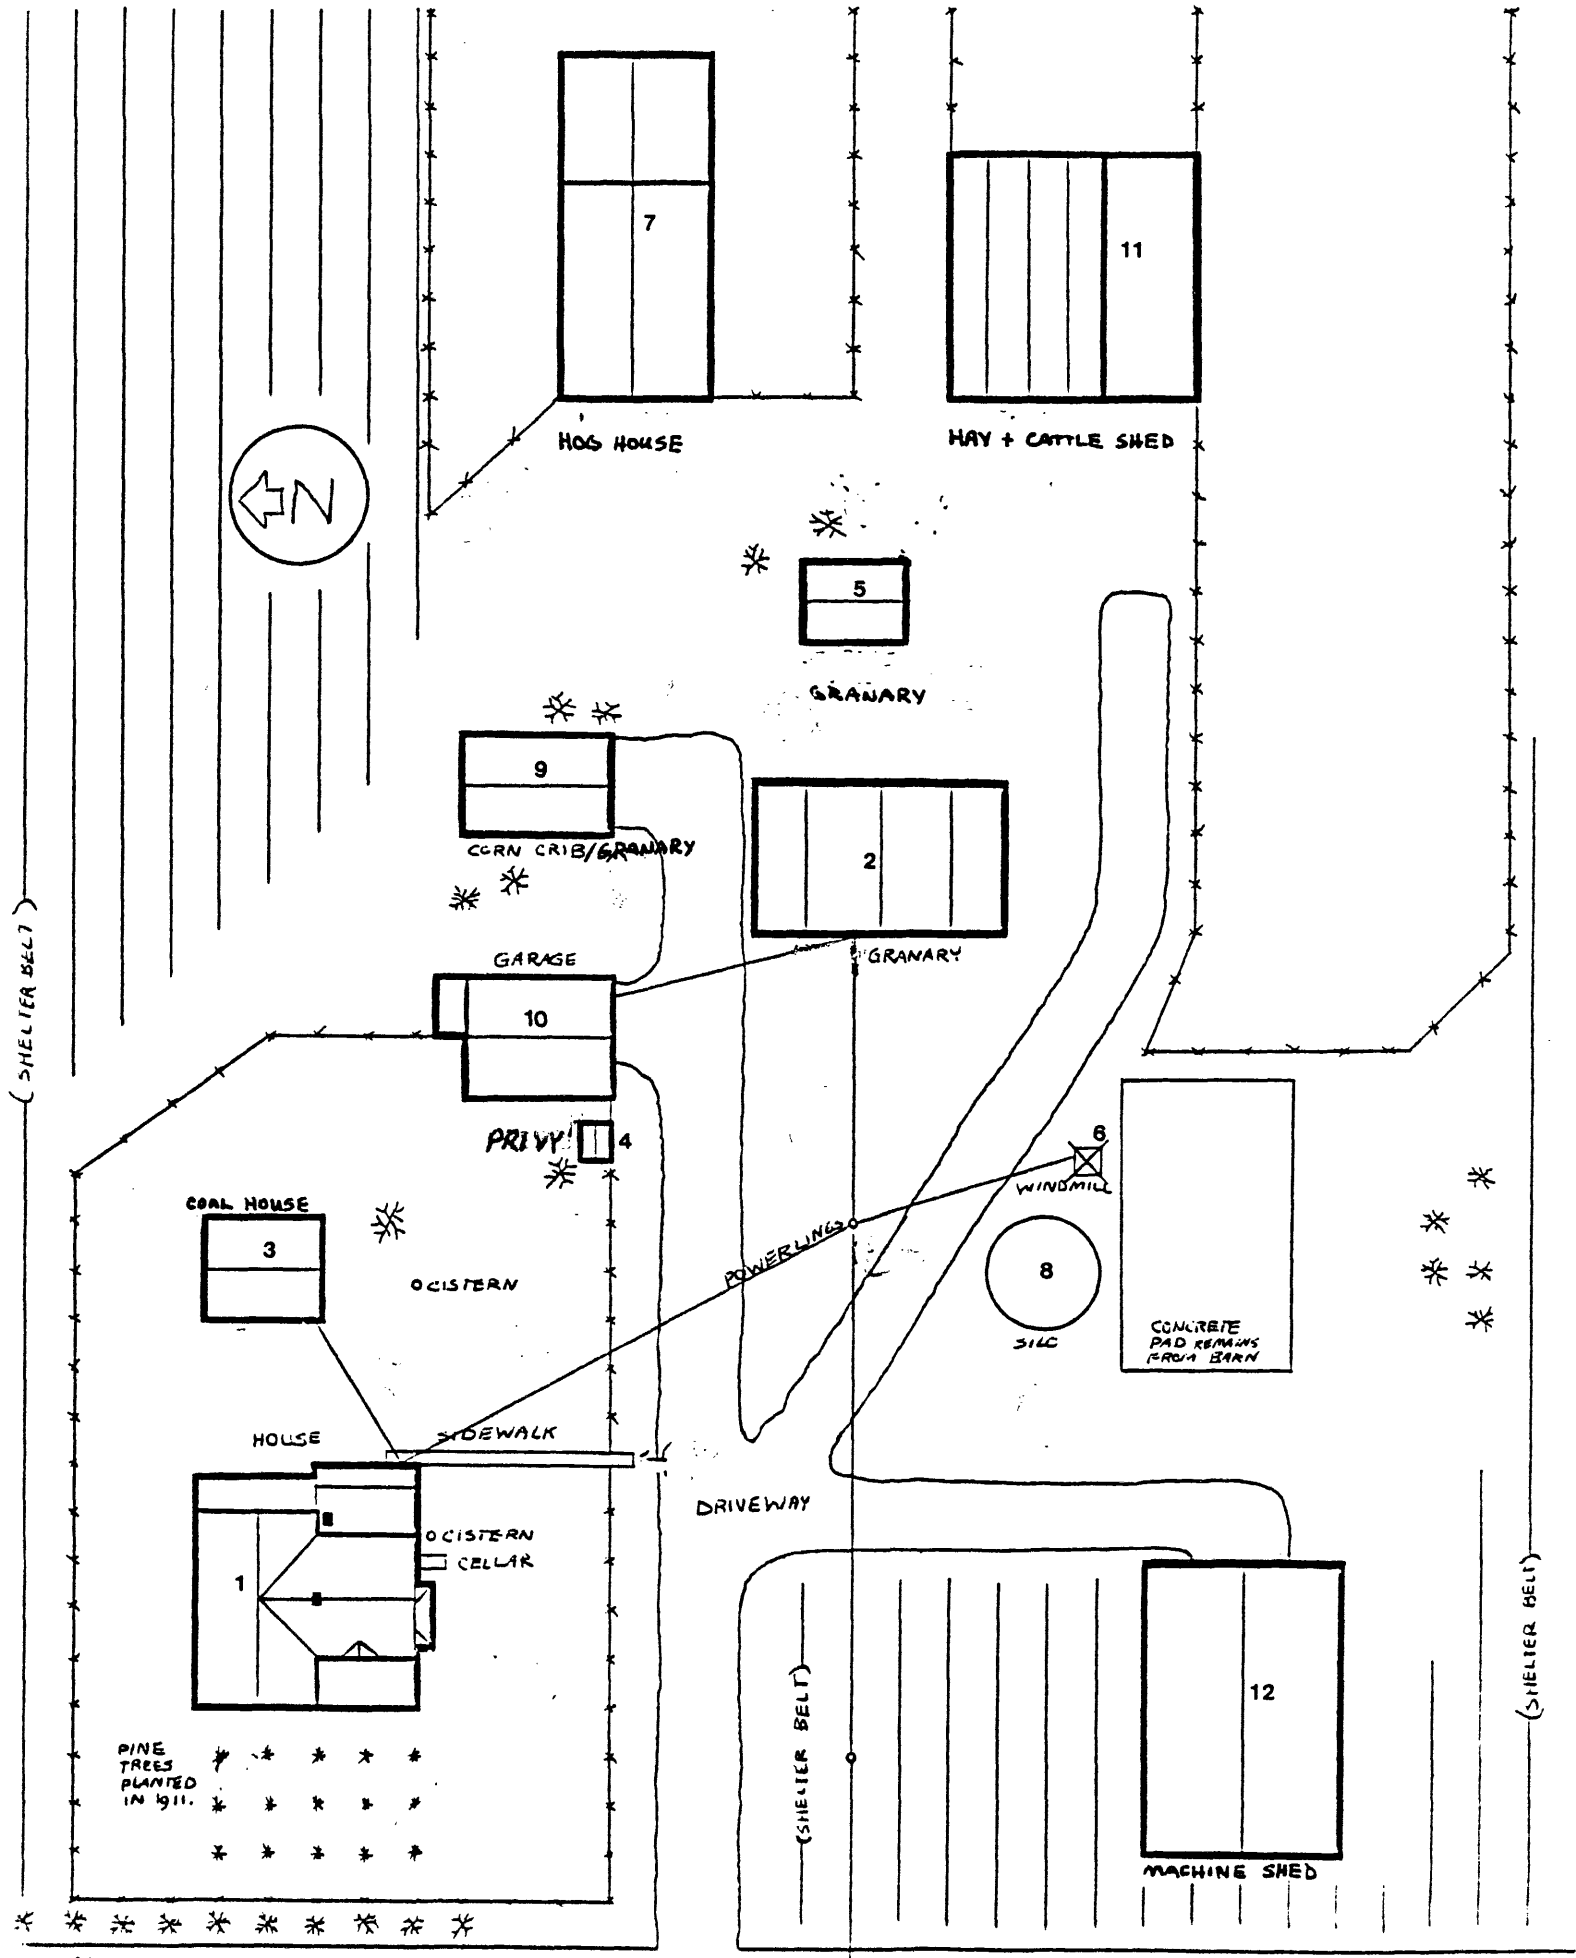 7
11
HOG HOUSE
HAY + CATTLE SHED
N
5
GRANARY
9
CORN CRIB/GRANARY
2
GRANARY
GARAGE
10
(SHELTER BELT)
PRIVY
4
6
WINDMILL
COAL HOUSE
3
O CISTERN
POWERLINES
8
SILO
CONCRETE
PAD REMAINS
FROM BARN
HOUSE
SIDEWALK
DRIVEWAY
O CISTERN
CELLAR
1
12
(SHELTER BELT)
(SHELTER BELT)
PINE
TREES
PLANTED
IN 1911.
MACHINE SHED